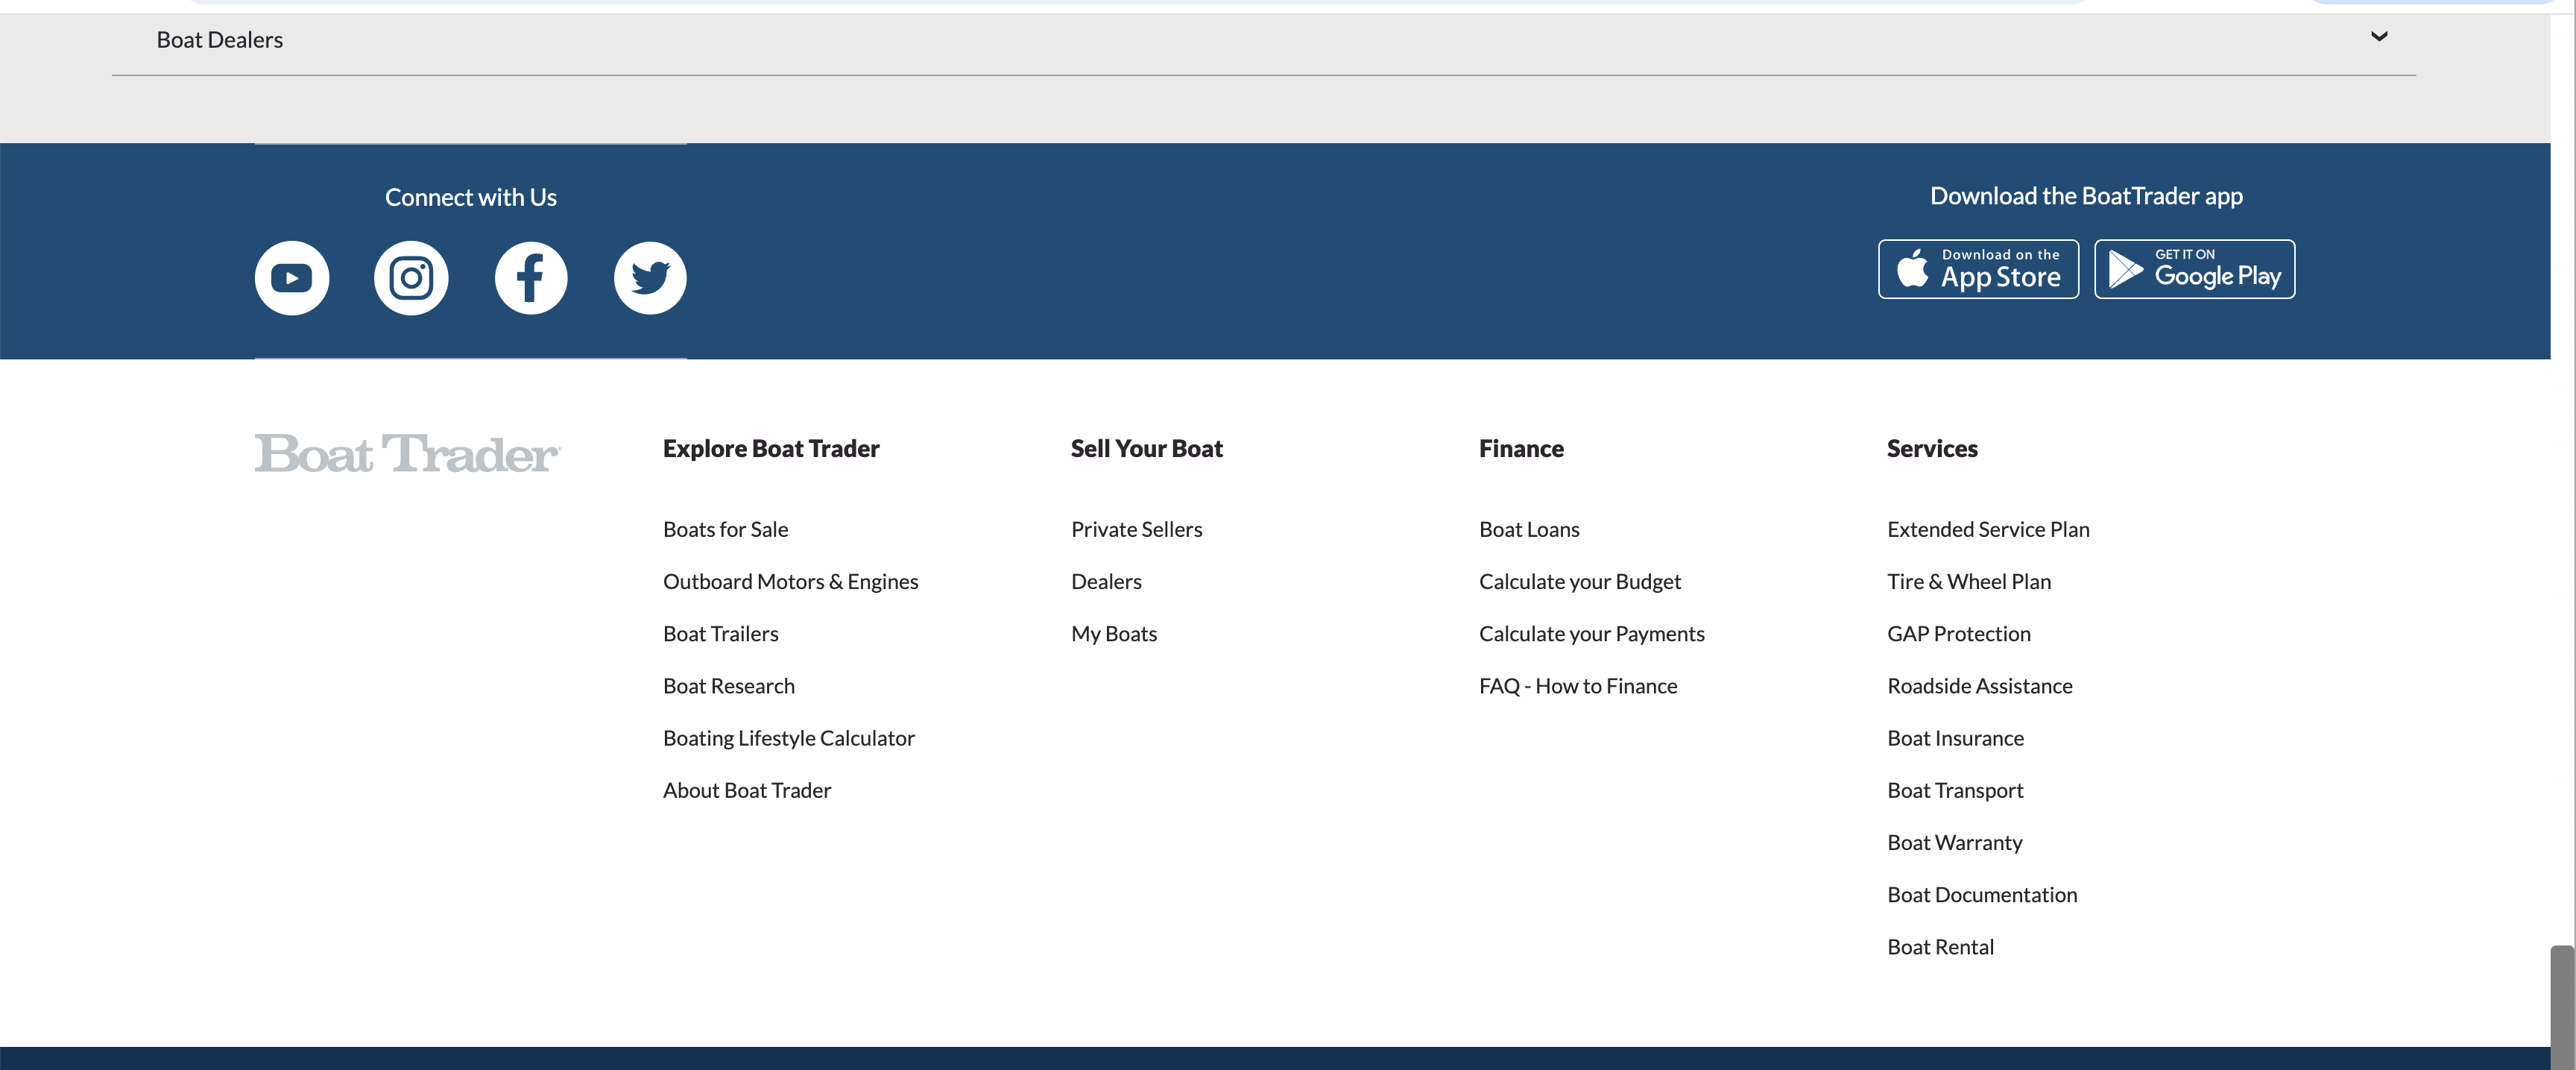 Boat Dealers
Connect with Us
Download the BoatTrader app
Download on the
App Store
GET IT ON
Google Play
Boat Trader
Explore Boat Trader
Boats for Sale
Outboard Motors & Engines
Boat Trailers
Boat Research
Boating Lifestyle Calculator
About Boat Trader
Sell Your Boat
Private Sellers
Dealers
My Boats
Finance
Boat Loans
Calculate your Budget
Calculate your Payments
FAQ - How to Finance
Services
Extended Service Plan
Tire & Wheel Plan
GAP Protection
Roadside Assistance
Boat Insurance
Boat Transport
Boat Warranty
Boat Documentation
Boat Rental